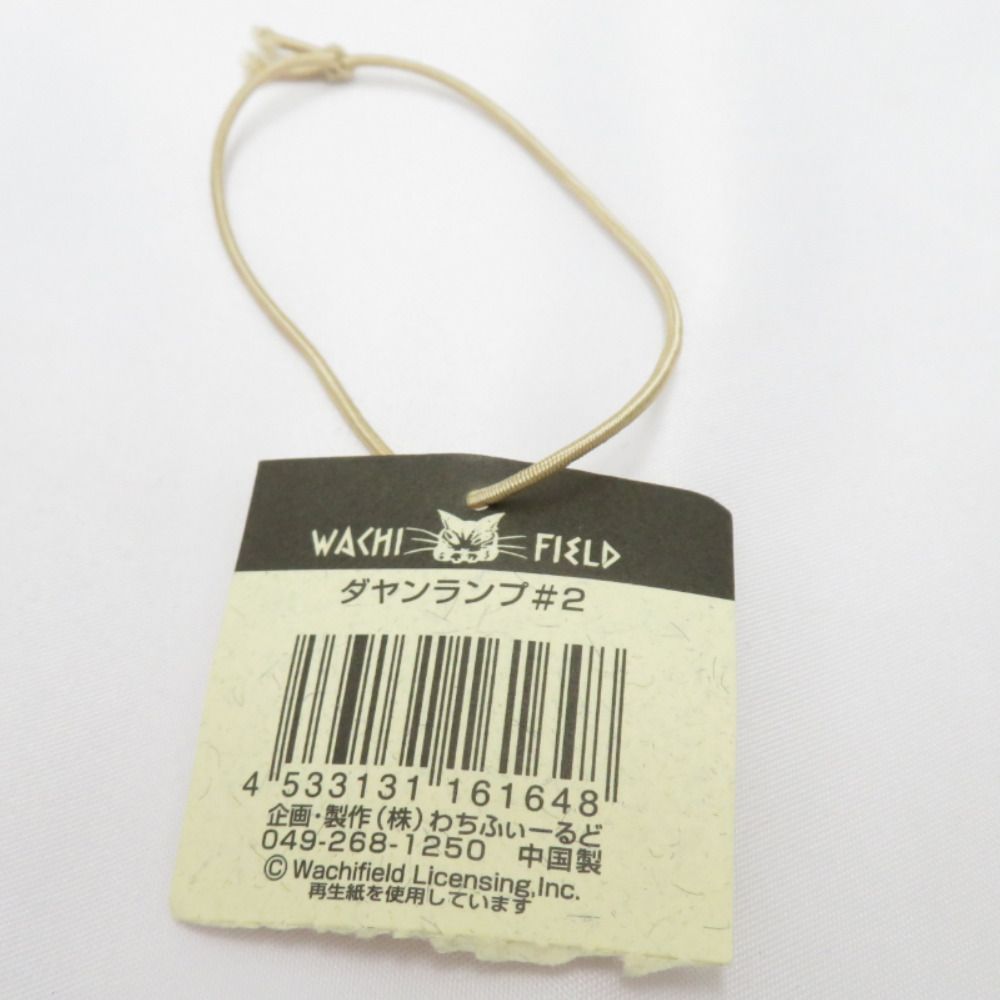 WACHI FIELD
ダヤンランプ#2
4 533131 161648
企画・製作(株)わちふぃーるど
049-268-1250 中国製
© Wachifield Licensing,Inc.
再生紙を使用しています